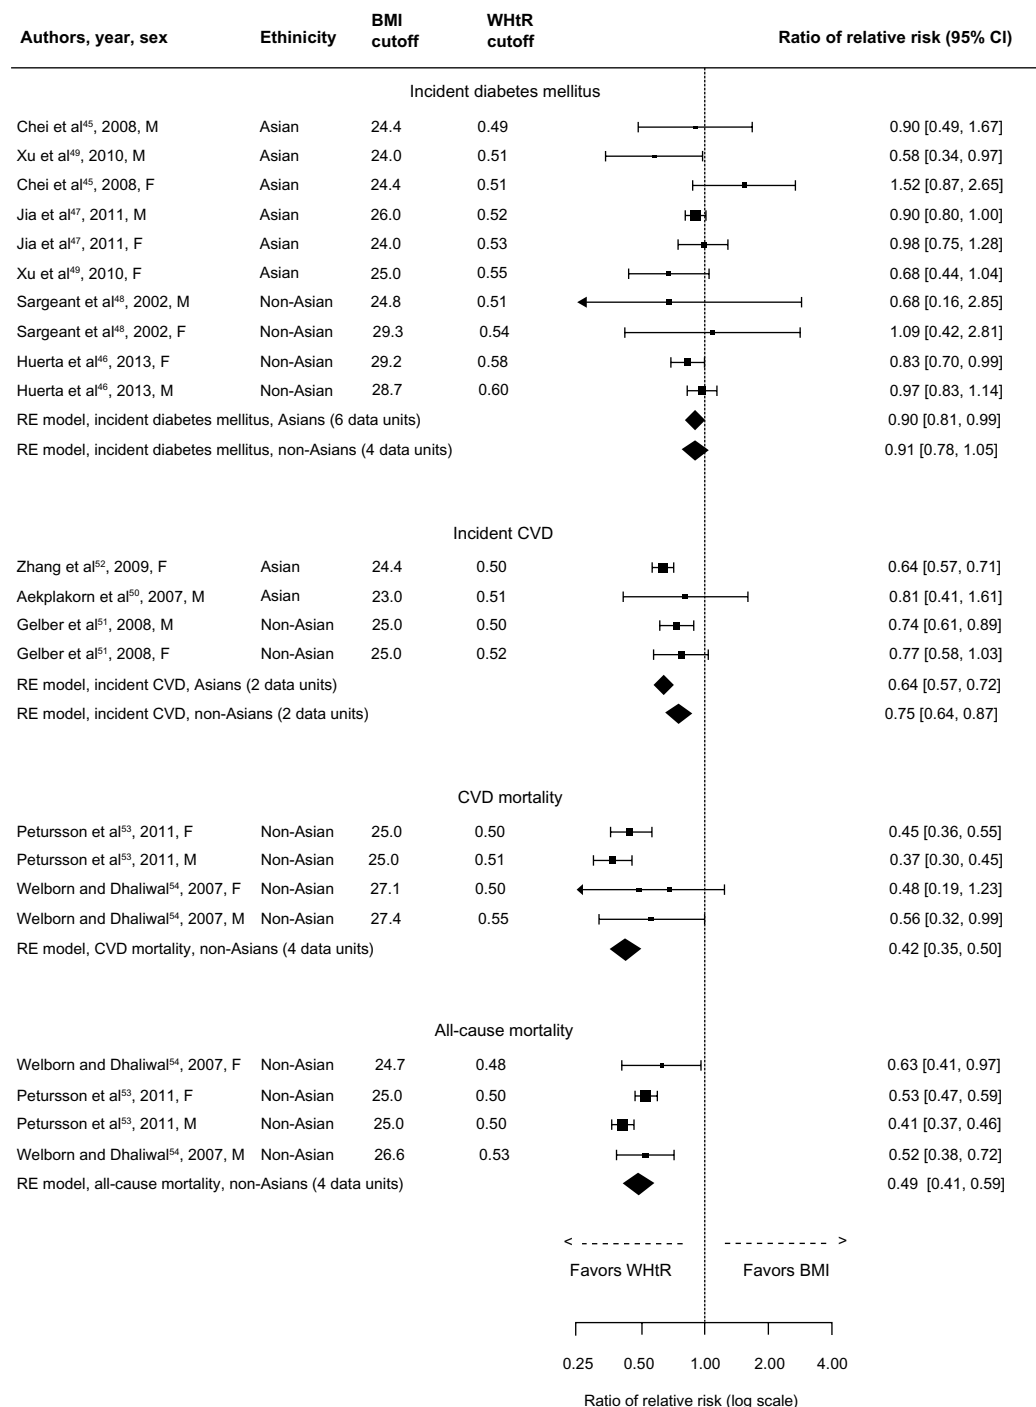 Authors, year, sex Ethinicity BMI cutoff WHtR cutoff Ratio of relative risk (95% CI)
Incident diabetes mellitus
Chei et al45, 2008, M Asian 24.4 0.49 0.90 [0.49, 1.67]
Xu et al49, 2010, M Asian 24.0 0.51 0.58 [0.34, 0.97]
Chei et al45, 2008, F Asian 24.4 0.51 1.52 [0.87, 2.65]
Jia et al47, 2011, M Asian 26.0 0.52 0.90 [0.80, 1.00]
Jia et al47, 2011, F Asian 24.0 0.53 0.98 [0.75, 1.28]
Xu et al49, 2010, F Asian 25.0 0.55 0.68 [0.44, 1.04]
Sargeant et al48, 2002, M Non-Asian 24.8 0.51 0.68 [0.16, 2.85]
Sargeant et al48, 2002, F Non-Asian 29.3 0.54 1.09 [0.42, 2.81]
Huerta et al46, 2013, F Non-Asian 29.2 0.58 0.83 [0.70, 0.99]
Huerta et al46, 2013, M Non-Asian 28.7 0.60 0.97 [0.83, 1.14]
RE model, incident diabetes mellitus, Asians (6 data units) 0.90 [0.81, 0.99]
RE model, incident diabetes mellitus, non-Asians (4 data units) 0.91 [0.78, 1.05]
Incident CVD
Zhang et al52, 2009, F Asian 24.4 0.50 0.64 [0.57, 0.71]
Aekplakorn et al50, 2007, M Asian 23.0 0.51 0.81 [0.41, 1.61]
Gelber et al51, 2008, M Non-Asian 25.0 0.50 0.74 [0.61, 0.89]
Gelber et al51, 2008, F Non-Asian 25.0 0.52 0.77 [0.58, 1.03]
RE model, incident CVD, Asians (2 data units) 0.64 [0.57, 0.72]
RE model, incident CVD, non-Asians (2 data units) 0.75 [0.64, 0.87]
CVD mortality
Petursson et al53, 2011, F Non-Asian 25.0 0.50 0.45 [0.36, 0.55]
Petursson et al53, 2011, M Non-Asian 25.0 0.51 0.37 [0.30, 0.45]
Welborn and Dhaliwal54, 2007, F Non-Asian 27.1 0.50 0.48 [0.19, 1.23]
Welborn and Dhaliwal54, 2007, M Non-Asian 27.4 0.55 0.56 [0.32, 0.99]
RE model, CVD mortality, non-Asians (4 data units) 0.42 [0.35, 0.50]
All-cause mortality
Welborn and Dhaliwal54, 2007, F Non-Asian 24.7 0.48 0.63 [0.41, 0.97]
Petursson et al53, 2011, F Non-Asian 25.0 0.50 0.53 [0.47, 0.59]
Petursson et al53, 2011, M Non-Asian 25.0 0.50 0.41 [0.37, 0.46]
Welborn and Dhaliwal54, 2007, M Non-Asian 26.6 0.53 0.52 [0.38, 0.72]
RE model, all-cause mortality, non-Asians (4 data units) 0.49 [0.41, 0.59]
< >
Favors WHtR Favors BMI
0.25 0.50 1.00 2.00 4.00
Ratio of relative risk (log scale)